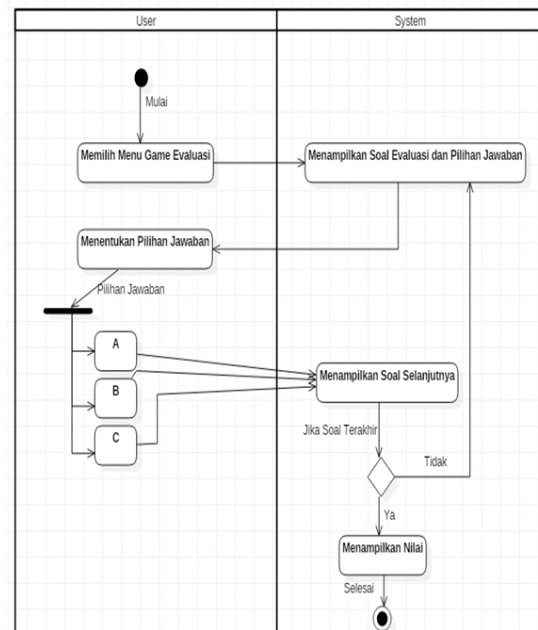 User
System
Mulai
Memilih Menu Game Evaluasi
Menampilkan Soal Evaluasi dan Pilihan Jawaban
Menentukan Pilihan Jawaban
Pilihan Jawaban
A
B
C
Menampilkan Soal Selanjutnya
Jika Soal Terakhir
Tidak
Ya
Menampilkan Nilai
Selesai